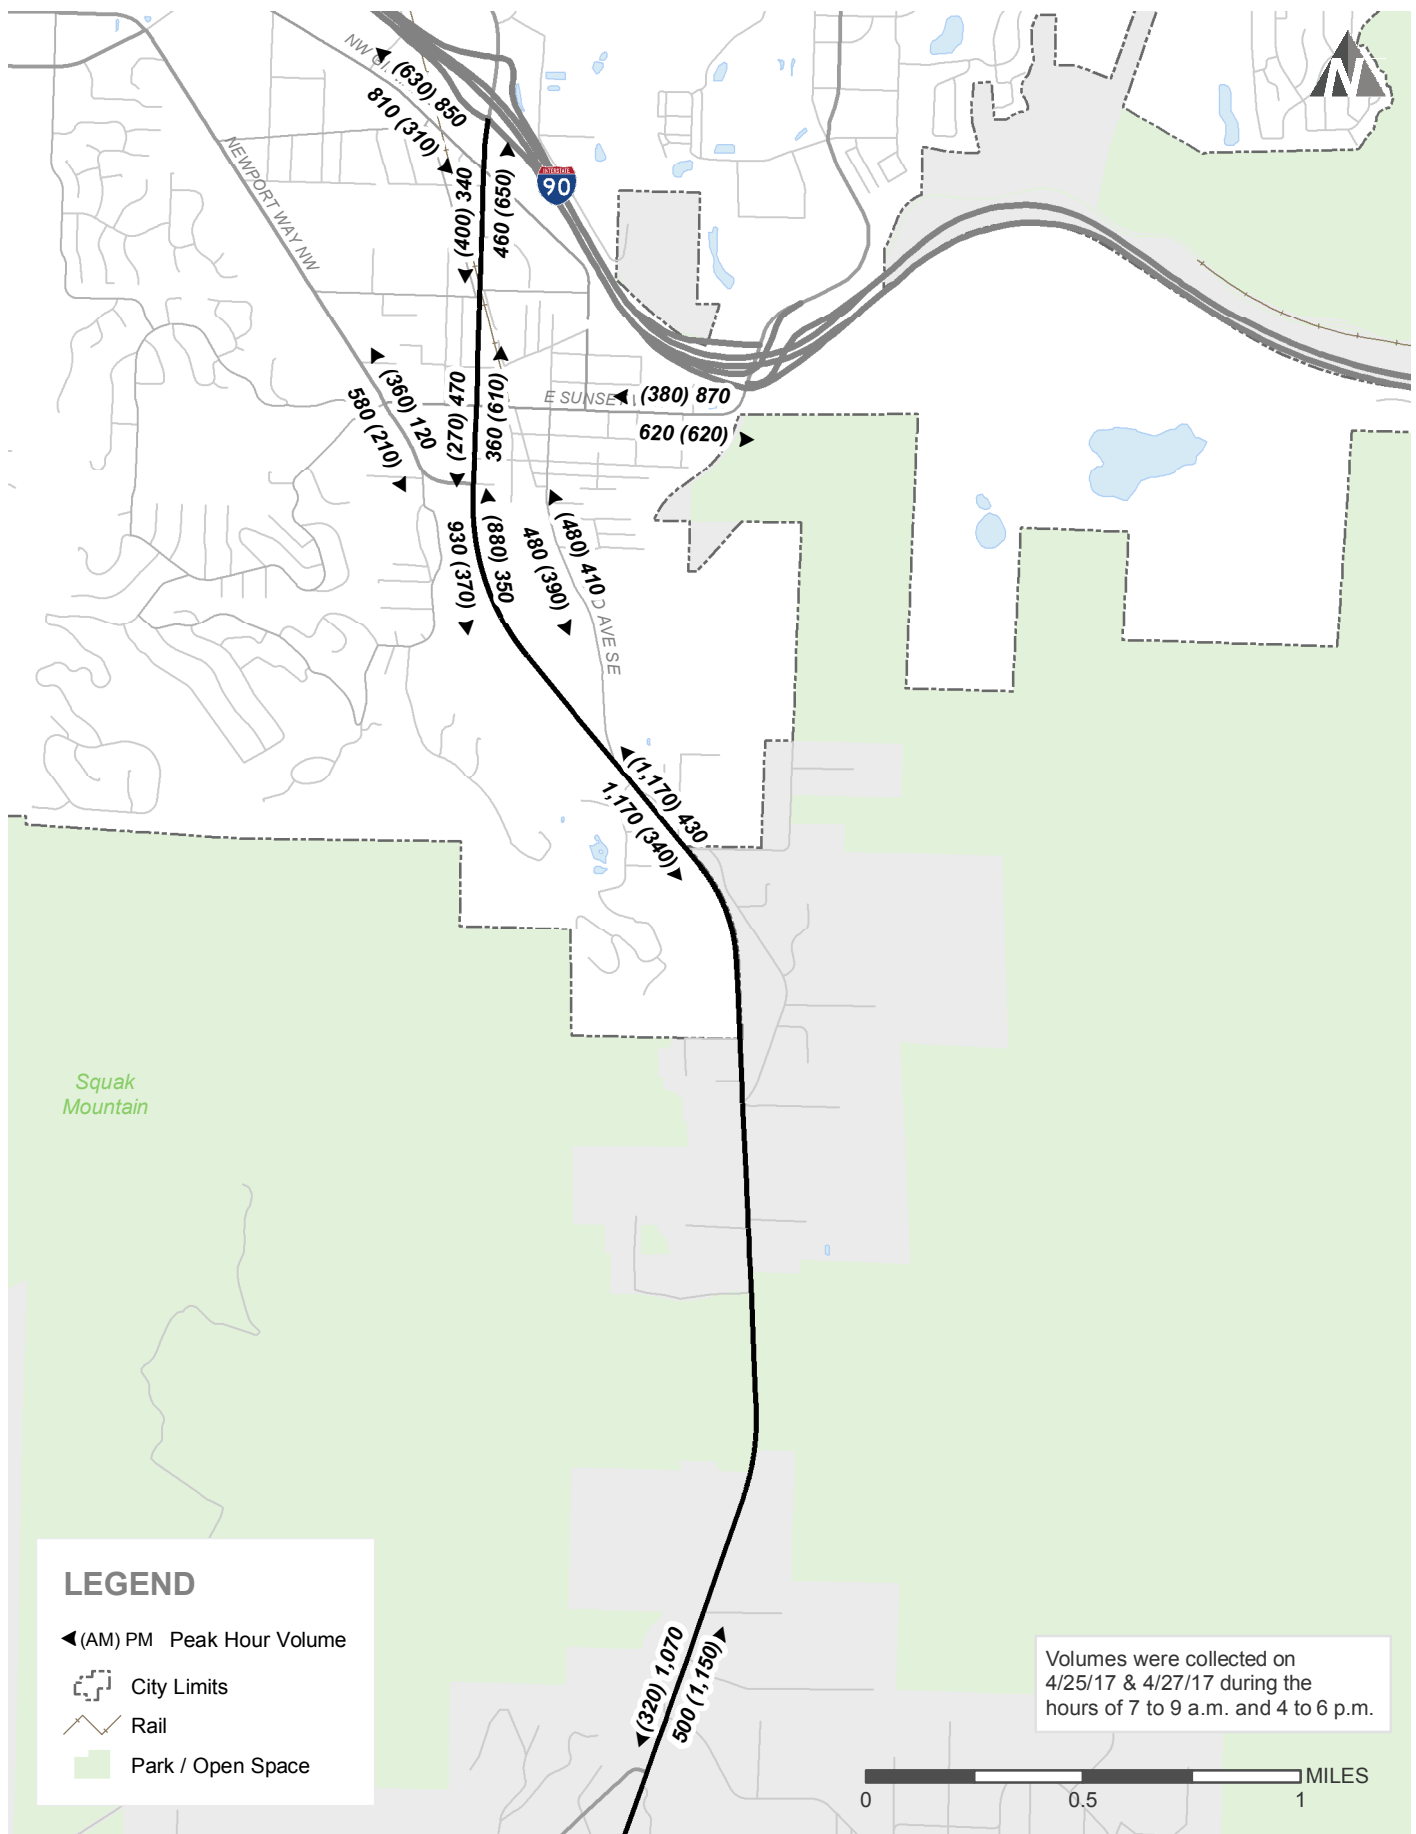 NW
(630) 850
810 (310)
INTERSTATE
90
N
NEWPORT WAY NW
(400) 340
460 (650)
(360) 120
580 (210)
(270) 470
360 (610)
E SUNSET
(380) 870
620 (620)
930 (370)
(880) 350
(480) 410
480 (390)
D AVE SE
(1,170) 430
1,170 (340)
Squak
Mountain
(320) 1,070
500 (1,150)
LEGEND
(AM) PM Peak Hour Volume
City Limits
Rail
Park / Open Space
Volumes were collected on
4/25/17 & 4/27/17 during the
hours of 7 to 9 a.m. and 4 to 6 p.m.
MILES
0 0.5 1